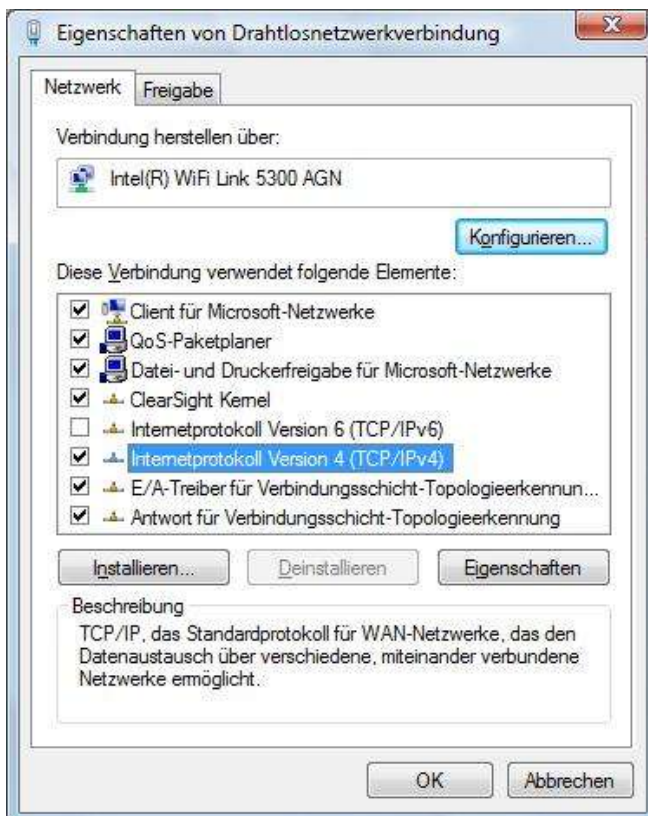 Eigenschaften von Drahtlosnetzwerkverbindung
Netzwerk Freigabe
Verbindung herstellen über:
Intel(R) WiFi Link 5300 AGN
Konfigurieren...
Diese Verbindung verwendet folgende Elemente:
Client für Microsoft-Netzwerke
QoS-Paketplaner
Datei- und Druckerfreigabe für Microsoft-Netzwerke
ClearSight Kernel
Internetprotokoll Version 6 (TCP/IPv6)
Internetprotokoll Version 4 (TCP/IPv4)
E/A-Treiber für Verbindungsschicht-Topologieerkennun...
Antwort für Verbindungsschicht-Topologieerkennung
Installieren... Deinstallieren Eigenschaften
Beschreibung
TCP/IP, das Standardprotokoll für WAN-Netzwerke, das den
Datenaustausch über verschiedene, miteinander verbundene
Netzwerke ermöglicht.
OK Abbrechen